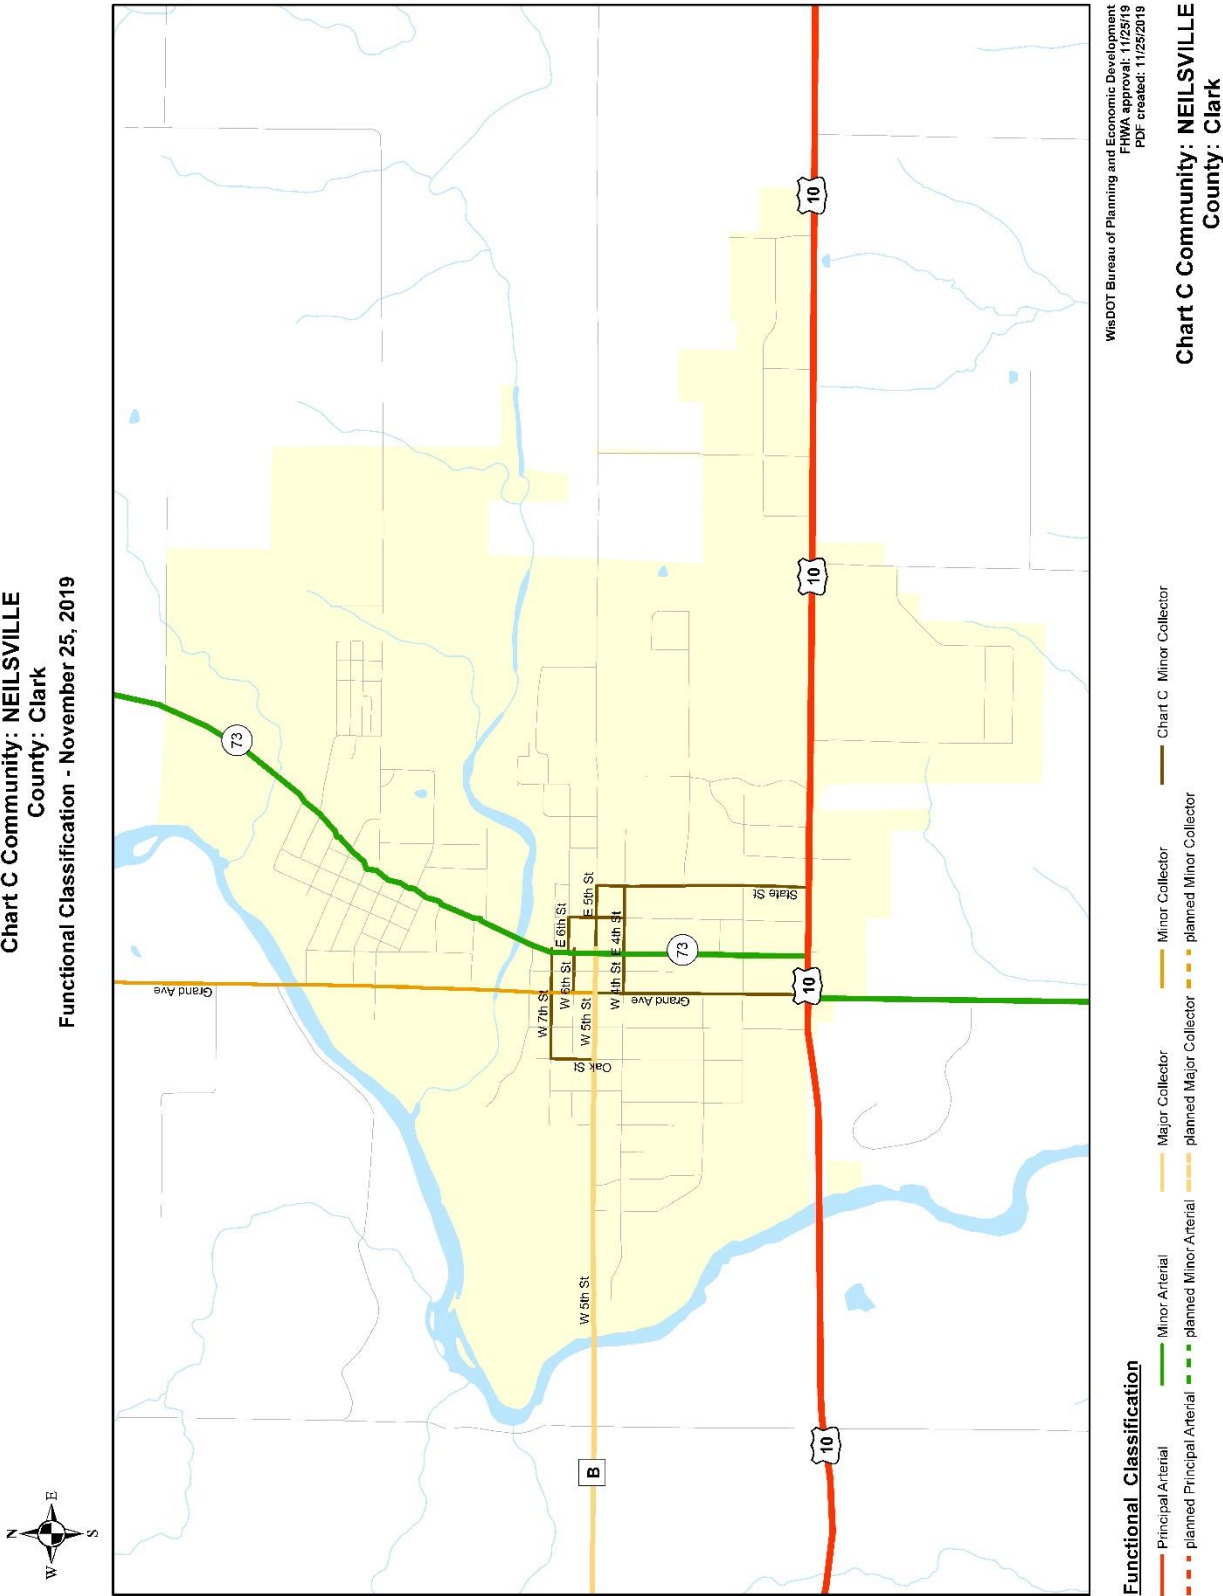 Chart C Community: NEILSVILLE
County: Clark
Functional Classification - November 25, 2019
N
W
E
S
73
Grand Ave
W 7th St
E 6th St
W 6th St
E 5th St
W 5th St
Oak St
E 4th St
W 4th St
Grand Ave
State St
73
W 5th St
B
10
10
10
10
WisDOT Bureau of Planning and Economic Development
FHWA approval: 11/25/19
PDF created: 11/25/2019
Functional Classification
Principal Arterial
Minor Arterial
Major Collector
Minor Collector
Chart C Minor Collector
planned Principal Arterial
planned Minor Arterial
planned Major Collector
planned Minor Collector
Chart C Community: NEILSVILLE
County: Clark